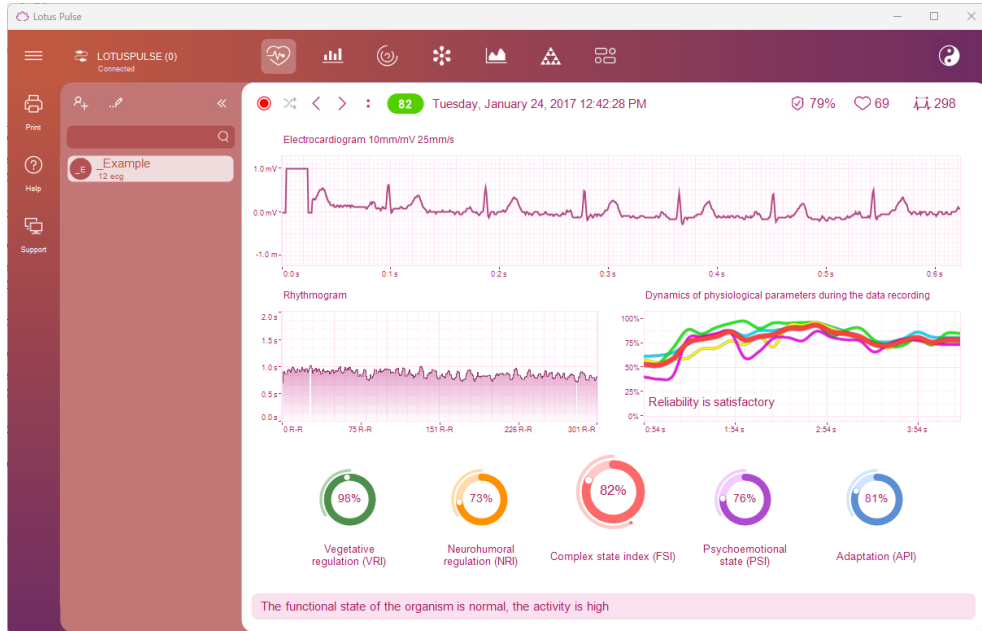 Lotus Pulse
LOTUSPULSE (0)
Connected
Print
Help
Support
..
_E
_Example
12 ecg
82
Tuesday, January 24, 2017 12:42:28 PM
79%
69
298
Electrocardiogram 10mm/mV 25mm/s
1.0 mV
0.0 mV
-1.0 m
0:0 s
0:1 s
0:2 s
0:3 s
0:4 s
0:5 s
0:6 s
Rhythmogram
2.0 s
1.5 s
1.0 s
0.5 s
0.0 s
0 R-R
75 R-R
151 R-R
226 R-R
301 R-R
Dynamics of physiological parameters during the data recording
100%
75%
50%
25%
0%
Reliability is satisfactory
0:54 s
1:54 s
2:54 s
3:54 s
98%
Vegetative
regulation (VRI)
73%
Neurohumoral
regulation (NRI)
82%
Complex state index (FSI)
76%
Psychoemotional
state (PSI)
81%
Adaptation (API)
The functional state of the organism is normal, the activity is high